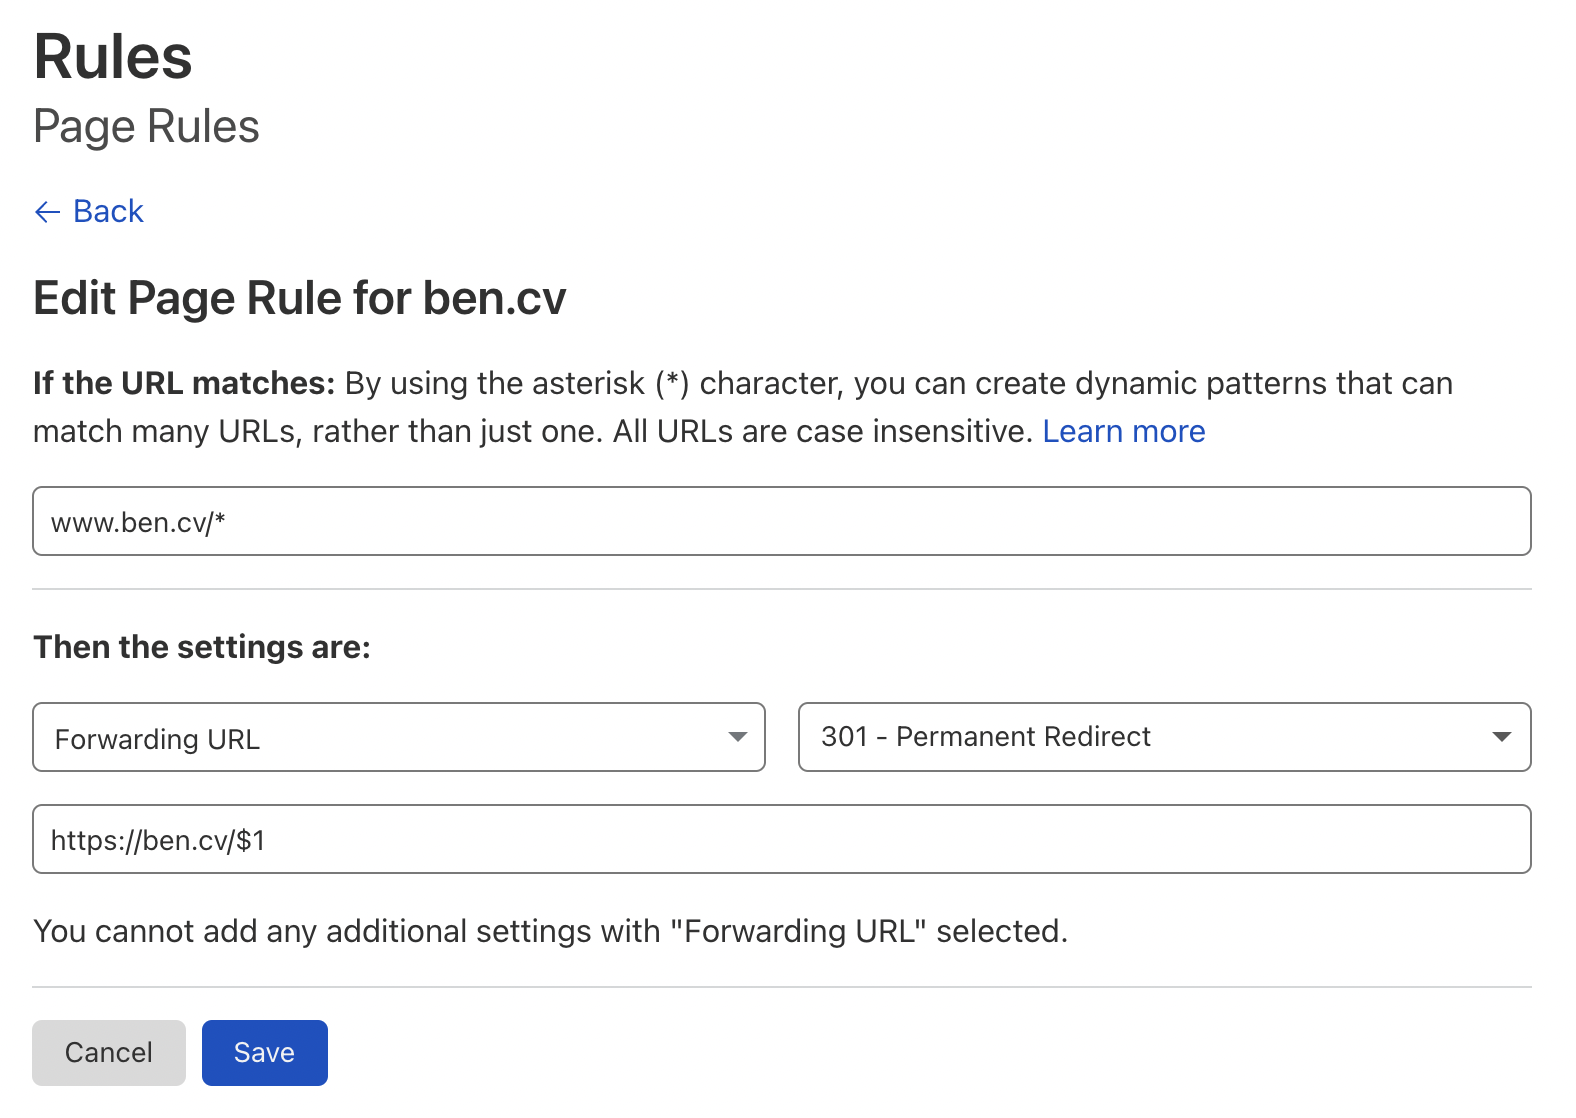 Rules
Page Rules
← Back
Edit Page Rule for ben.cv
If the URL matches: By using the asterisk (*) character, you can create dynamic patterns that can
match many URLs, rather than just one. All URLs are case insensitive. Learn more
www.ben.cv/*
Then the settings are:
Forwarding URL
301 - Permanent Redirect
https://ben.cv/$1
You cannot add any additional settings with "Forwarding URL" selected.
Cancel
Save